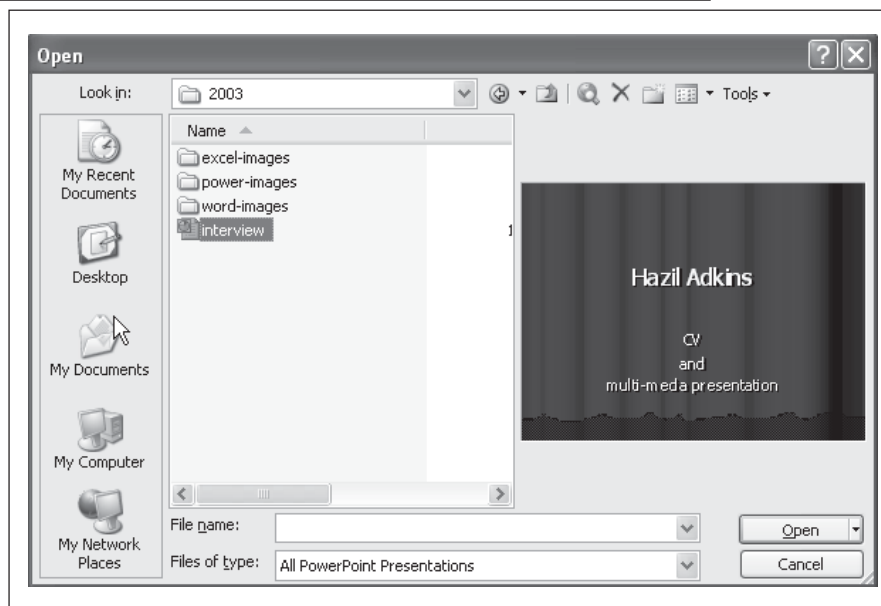 Open
Look in:
2003
Tools
My Recent
Documents
Desktop
My Documents
My Computer
My Network
Places
Name
excel-images
power-images
word-images
interview
1
Hazil Adkins
CV
and
multi-media presentation
File name:
Files of type:
All PowerPoint Presentations
Open
Cancel